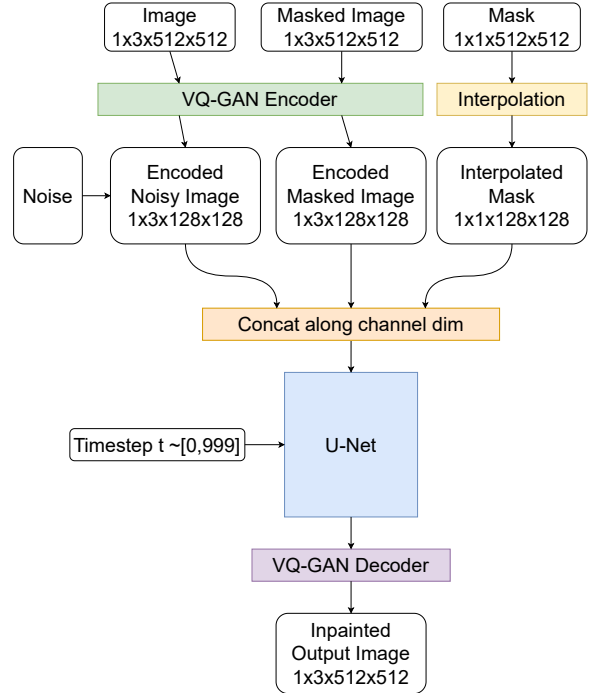 Image
1x3x512x512
Masked Image
1x3x512x512
Mask
1x1x512x512
VQ-GAN Encoder
Interpolation
Noise
Encoded
Noisy Image
1x3x128x128
Encoded
Masked Image
1x3x128x128
Interpolated
Mask
1x1x128x128
Concat along channel dim
Timestep t ~[0,999]
U-Net
VQ-GAN Decoder
Inpainted
Output Image
1x3x512x512